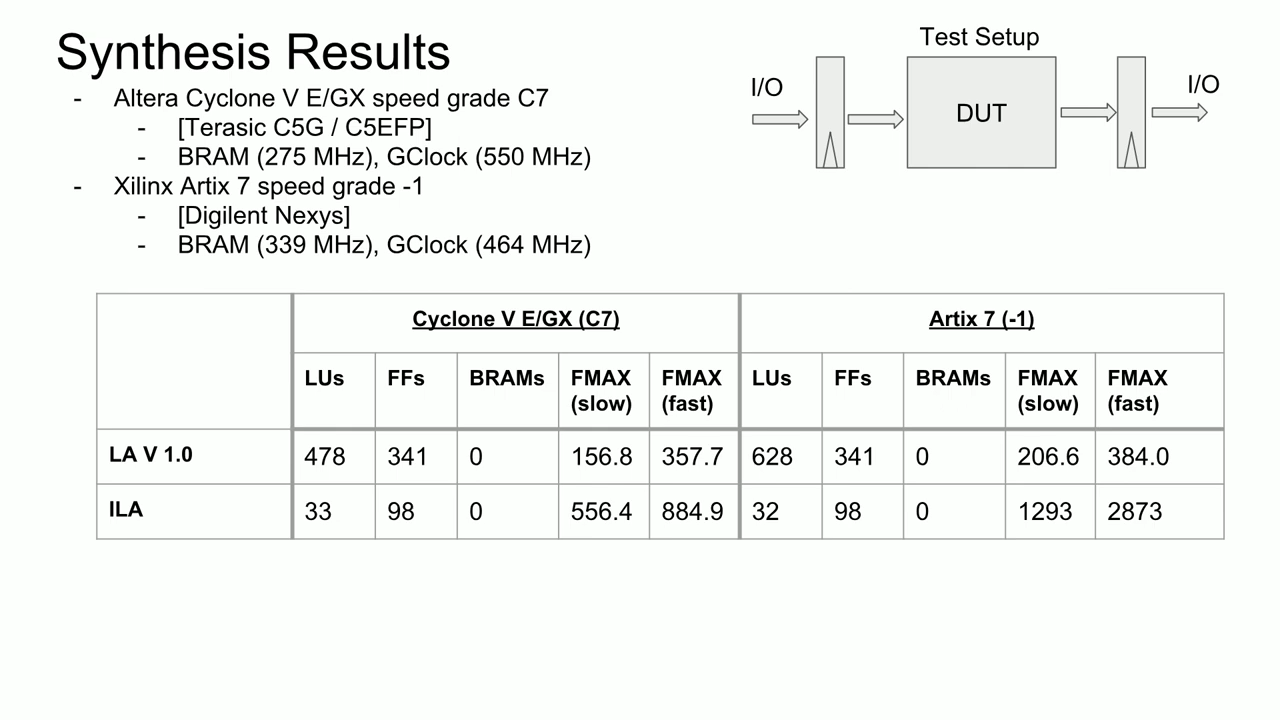 Synthesis Results
- Altera Cyclone V E/GX speed grade C7
- [Terasic C5G / C5EFP]
- BRAM (275 MHz), GClock (550 MHz)
- Xilinx Artix 7 speed grade -1
- [Digilent Nexys]
- BRAM (339 MHz), GClock (464 MHz)
Test Setup
I/O
DUT
I/O
Cyclone V E/GX (C7) Artix 7 (-1)
LUs FFs BRAMs FMAX (slow) FMAX (fast) LUs FFs BRAMs FMAX (slow) FMAX (fast)
LA V 1.0 478 341 0 156.8 357.7 628 341 0 206.6 384.0
ILA 33 98 0 556.4 884.9 32 98 0 1293 2873